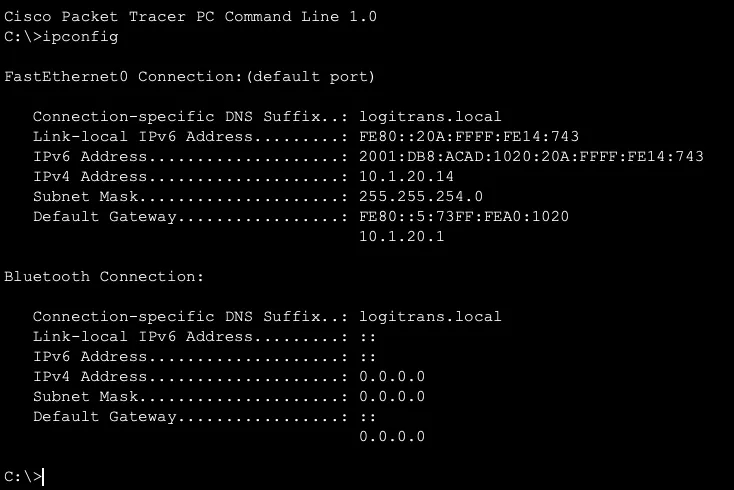 Cisco Packet Tracer PC Command Line 1.0
C:\>ipconfig
FastEthernet0 Connection:(default port)
Connection-specific DNS Suffix..: logitrans.local
Link-local IPv6 Address.........: FE80::20A:FFFF:FE14:743
IPv6 Address....................: 2001:DB8:ACAD:1020:20A:FFFF:FE14:743
IPv4 Address....................: 10.1.20.14
Subnet Mask.....................: 255.255.254.0
Default Gateway.................: FE80::5:73FF:FEA0:1020
10.1.20.1
Bluetooth Connection:
Connection-specific DNS Suffix..: logitrans.local
Link-local IPv6 Address.........: ::
IPv6 Address....................: ::
IPv4 Address....................: 0.0.0.0
Subnet Mask.....................: 0.0.0.0
Default Gateway.................: ::
0.0.0.0
C:\>